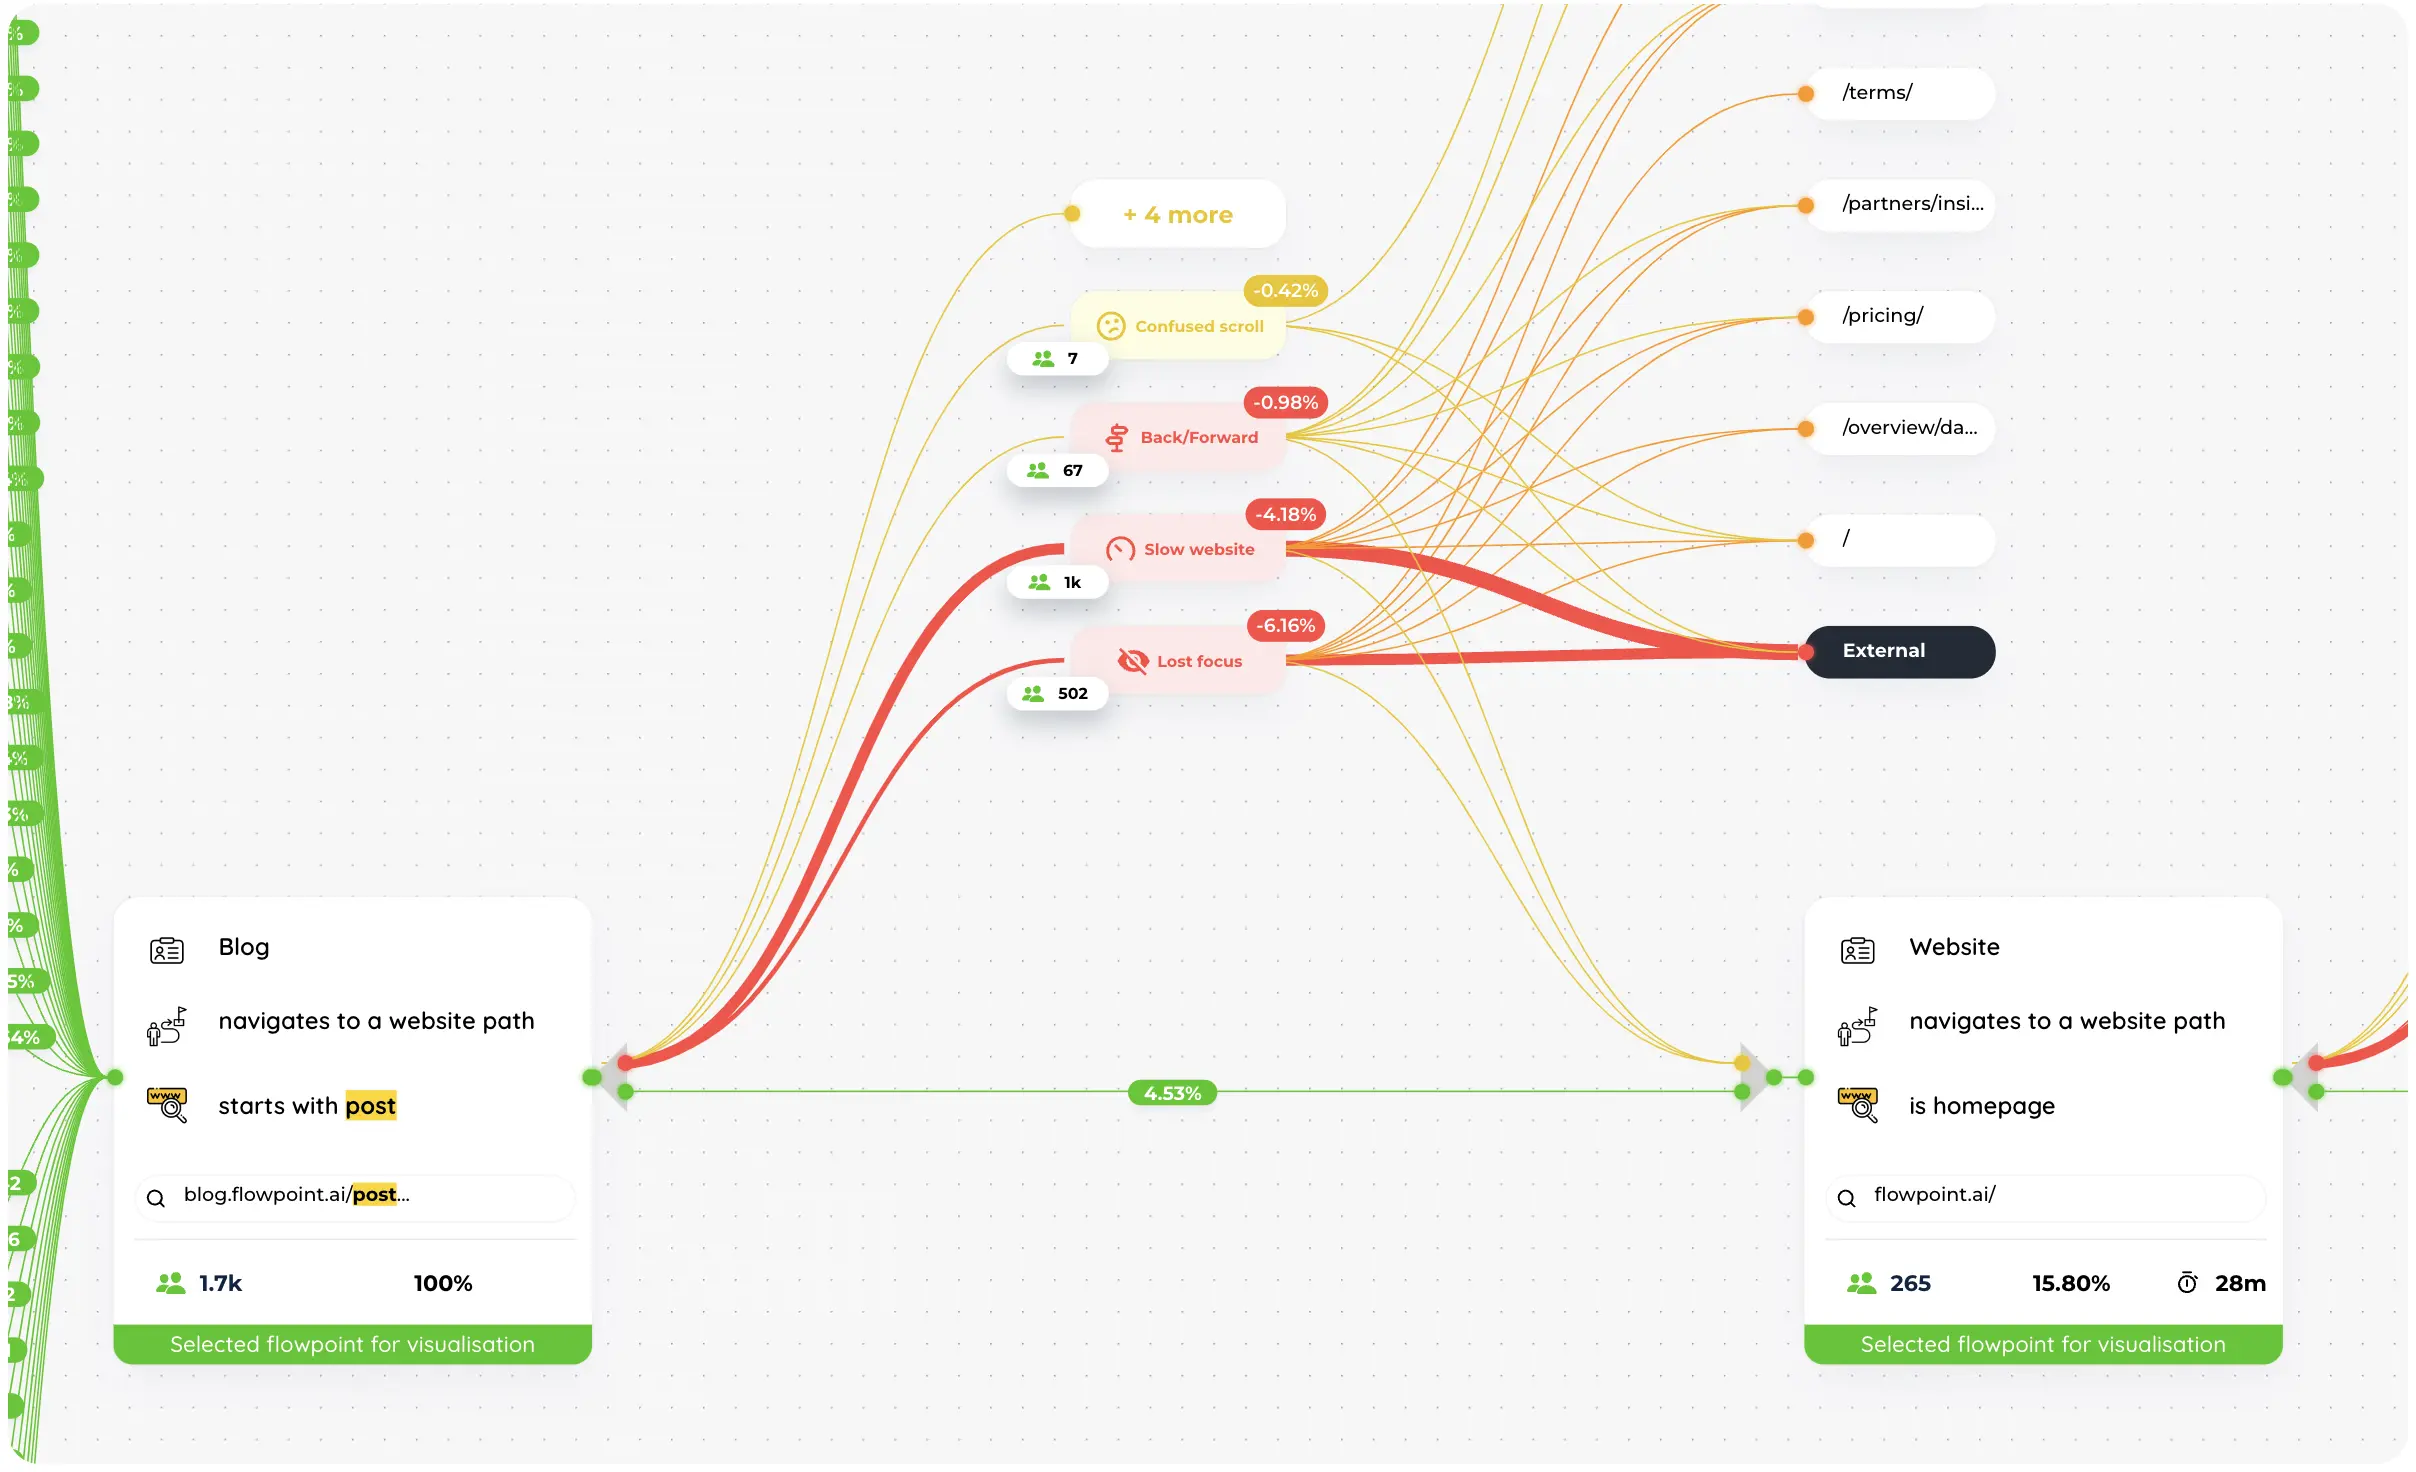 /terms/
/partners/insi...
+ 4 more
-0.42%
Confused scroll
7
/pricing/
-0.98%
Back/Forward
67
/overview/da...
-4.18%
Slow website
1k
/
-6.16%
Lost focus
502
External
Blog
navigates to a website path
starts with post
blog.flowpoint.ai/post...
1.7k 100%
Selected flowpoint for visualisation
4.53%
Website
navigates to a website path
is homepage
flowpoint.ai/
265 15.80% 28m
Selected flowpoint for visualisation